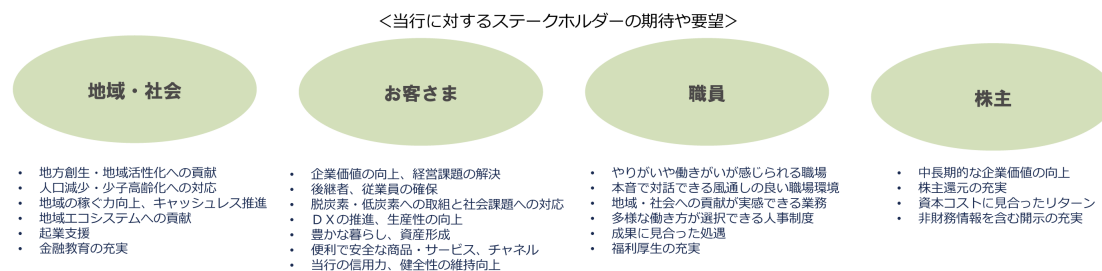 ＜当行に対するステークホルダーの期待や要望＞
地域・社会
• 地方創生・地域活性化への貢献
• 人口減少・少子高齢化への対応
• 地域の稼ぐ力向上、キャッシュレス推進
• 地域エコシステムへの貢献
• 起業支援
• 金融教育の充実
お客さま
• 企業価値の向上、経営課題の解決
• 後継者、従業員の確保
• 脱炭素・低炭素への取組と社会課題への対応
• ＤＸの推進、生産性の向上
• 豊かな暮らし、資産形成
• 便利で安全な商品・サービス、チャネル
• 当行の信用力、健全性の維持向上
職員
• やりがいや働きがいが感じられる職場
• 本音で対話できる風通しの良い職場環境
• 地域・社会への貢献が実感できる業務
• 多様な働き方が選択できる人事制度
• 成果に見合った処遇
• 福利厚生の充実
株主
• 中長期的な企業価値の向上
• 株主還元の充実
• 資本コストに見合ったリターン
• 非財務情報を含む開示の充実